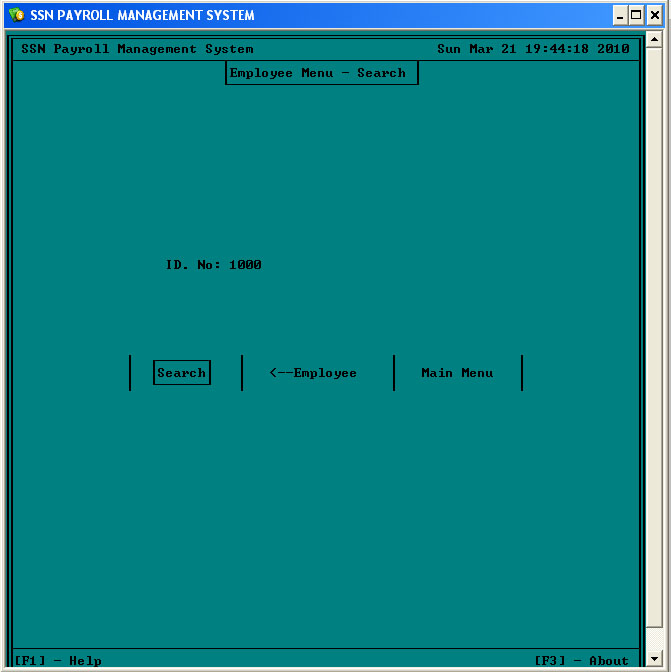 SSN PAYROLL MANAGEMENT SYSTEM
SSN Payroll Management System Sun Mar 21 19:44:18 2010
Employee Menu - Search
ID. No: 1000
Search <--Employee Main Menu
[F1] - Help [F3] - About